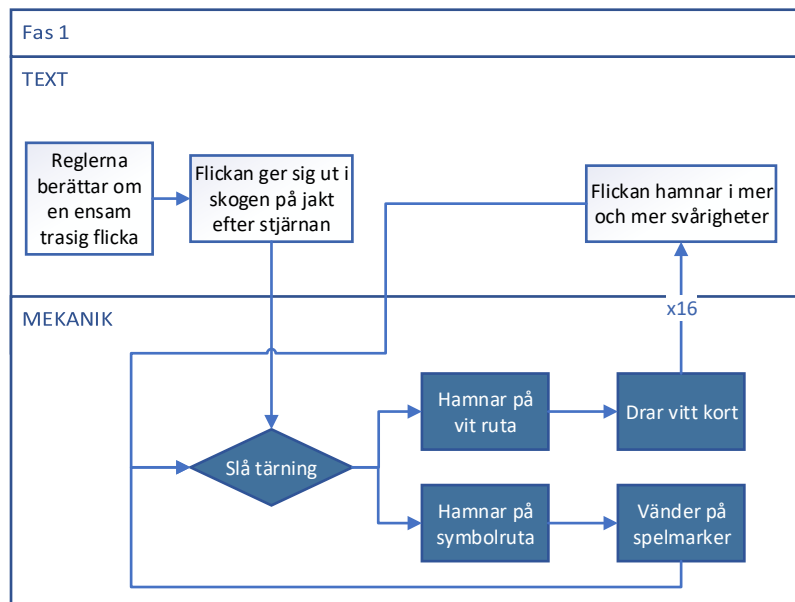 Fas 1
TEXT
Reglerna
berättar om
en ensam
trasig flicka
Flickan ger sig ut i
skogen på jakt
efter stjärnan
Flickan hamnar i mer
och mer svårigheter
x16
MEKANIK
Slå tärning
Hamnar på
vit ruta
Drar vitt kort
Hamnar på
symbolruta
Vänder på
spelmarker